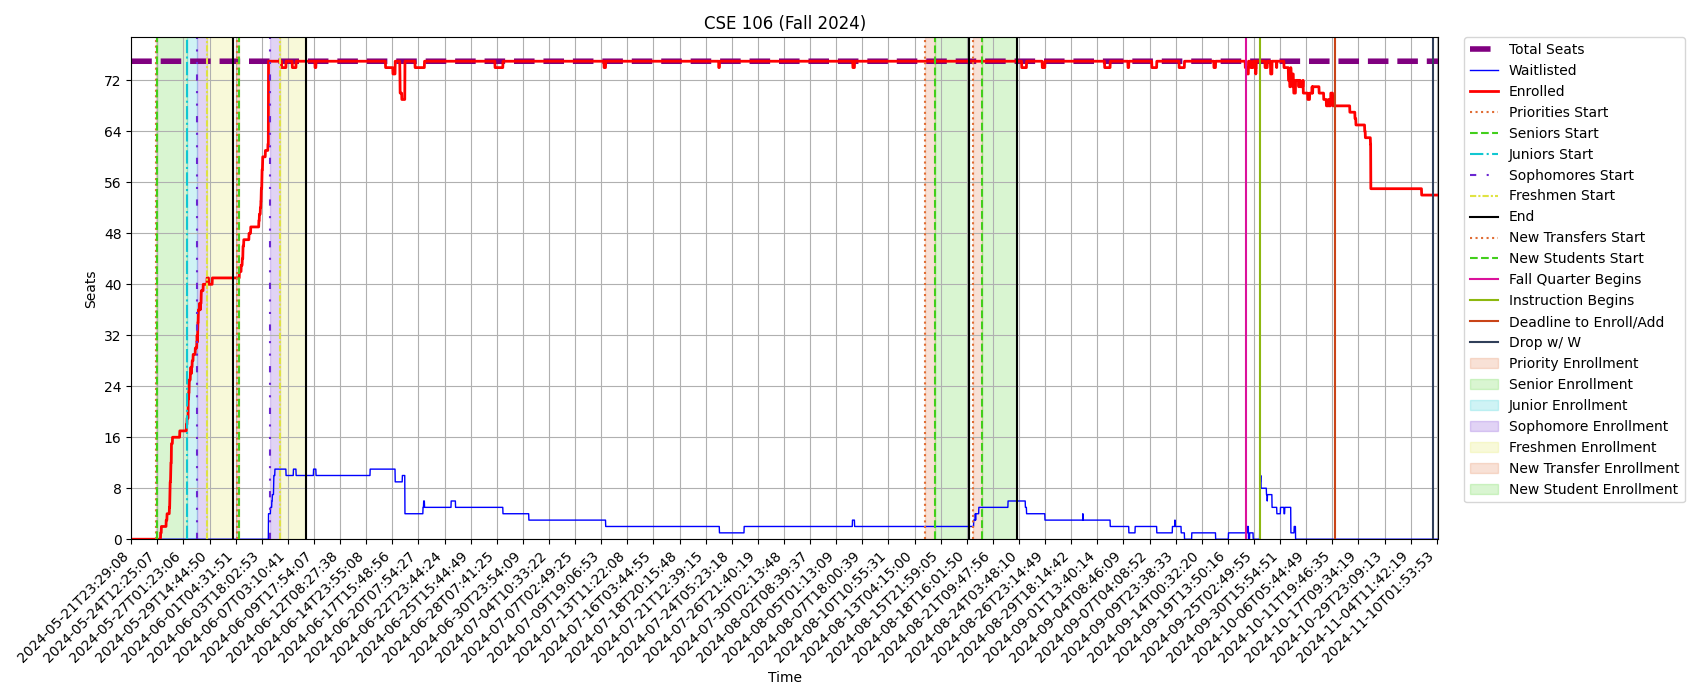 CSE 106 (Fall 2024)
Seats
72
64
56
48
40
32
24
16
8
0
2024-05-21T23:29:08
2024-05-24T12:25:07
2024-05-27T01:23:06
2024-05-29T14:44:50
2024-06-01T04:31:51
2024-06-03T18:02:53
2024-06-07T03:10:41
2024-06-09T17:54:07
2024-06-12T08:27:38
2024-06-14T23:55:08
2024-06-17T15:48:56
2024-06-20T07:54:27
2024-06-22T23:44:24
2024-06-25T15:44:49
2024-06-28T07:41:25
2024-06-30T23:54:09
2024-07-04T10:33:22
2024-07-07T02:49:25
2024-07-09T19:06:53
2024-07-13T11:22:08
2024-07-16T03:44:55
2024-07-18T20:15:48
2024-07-21T12:39:15
2024-07-24T05:23:18
2024-07-26T21:40:19
2024-07-30T02:13:48
2024-08-02T08:39:37
2024-08-05T01:13:09
2024-08-07T18:00:39
2024-08-10T10:55:31
2024-08-13T04:15:00
2024-08-15T21:59:05
2024-08-18T16:01:50
2024-08-21T09:47:56
2024-08-24T03:48:10
2024-08-26T23:14:49
2024-08-29T18:14:42
2024-09-01T13:40:14
2024-09-04T08:46:09
2024-09-07T04:08:52
2024-09-09T23:38:33
2024-09-14T00:32:20
2024-09-19T13:50:16
2024-09-25T02:49:55
2024-09-30T15:54:51
2024-10-06T05:44:49
2024-10-11T19:46:35
2024-10-17T09:34:19
2024-10-29T23:09:13
2024-11-04T11:42:19
2024-11-10T01:53:53
Time
Total Seats
Waitlisted
Enrolled
Priorities Start
Seniors Start
Juniors Start
Sophomores Start
Freshmen Start
End
New Transfers Start
New Students Start
Fall Quarter Begins
Instruction Begins
Deadline to Enroll/Add
Drop w/ W
Priority Enrollment
Senior Enrollment
Junior Enrollment
Sophomore Enrollment
Freshmen Enrollment
New Transfer Enrollment
New Student Enrollment